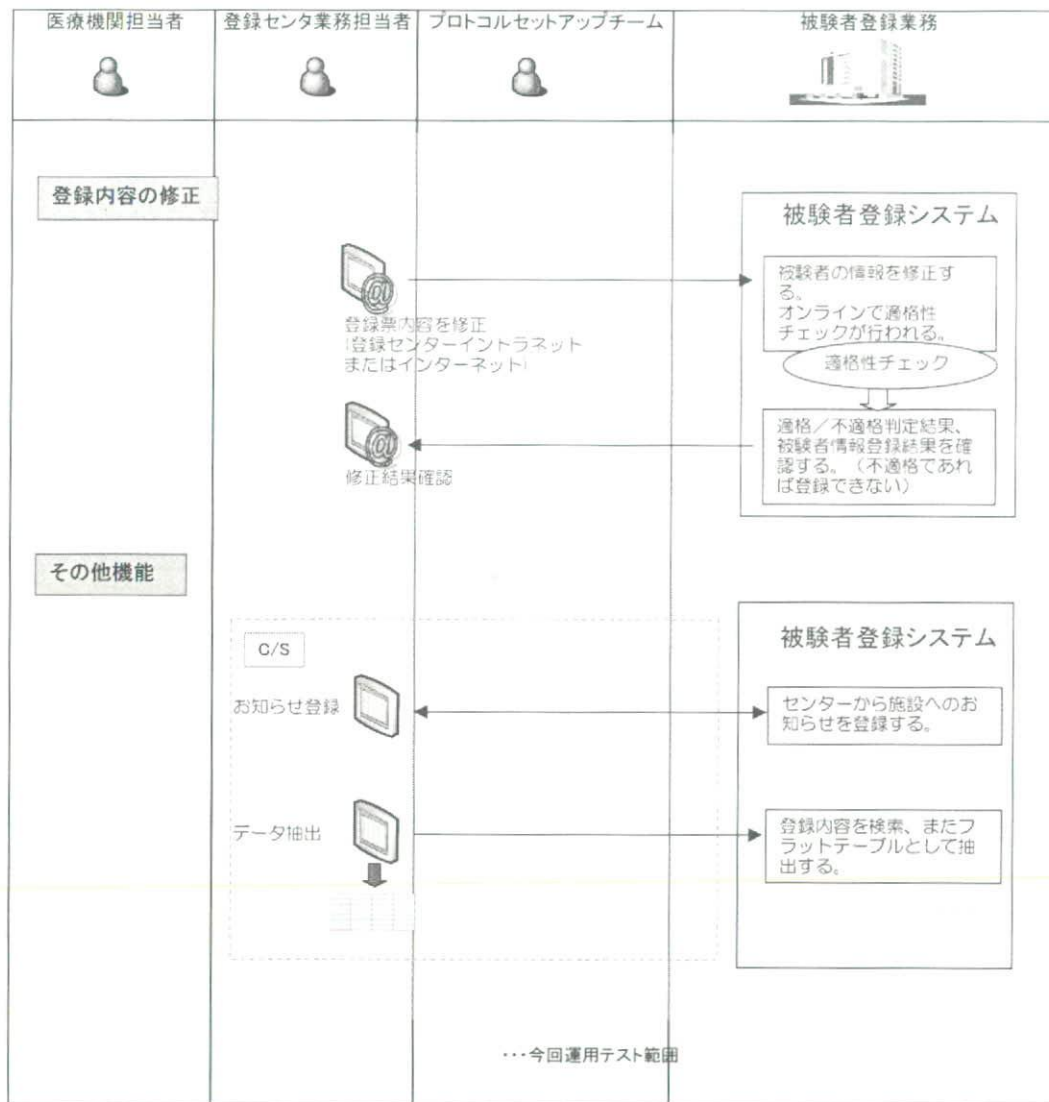 医療機関担当者
登録センタ業務担当者
プロトコルセットアップチーム
被験者登録業務
登録内容の修正
被験者登録システム
被験者の情報を修正す
る。
オンラインで適格性
チェックが行われる。
登録票内容を修正
(登録センターイントラネット
またはインターネット)
適格性チェック
適格／不適格判定結果、
被験者情報登録結果を確
認する。（不適格であれ
ば登録できない）
修正結果確認
その他機能
被験者登録システム
C/S
お知らせ登録
センターから施設へのお
知らせを登録する。
データ抽出
登録内容を検索、またフ
ラットテーブルとして抽
出する。
･･･今回運用テスト範囲